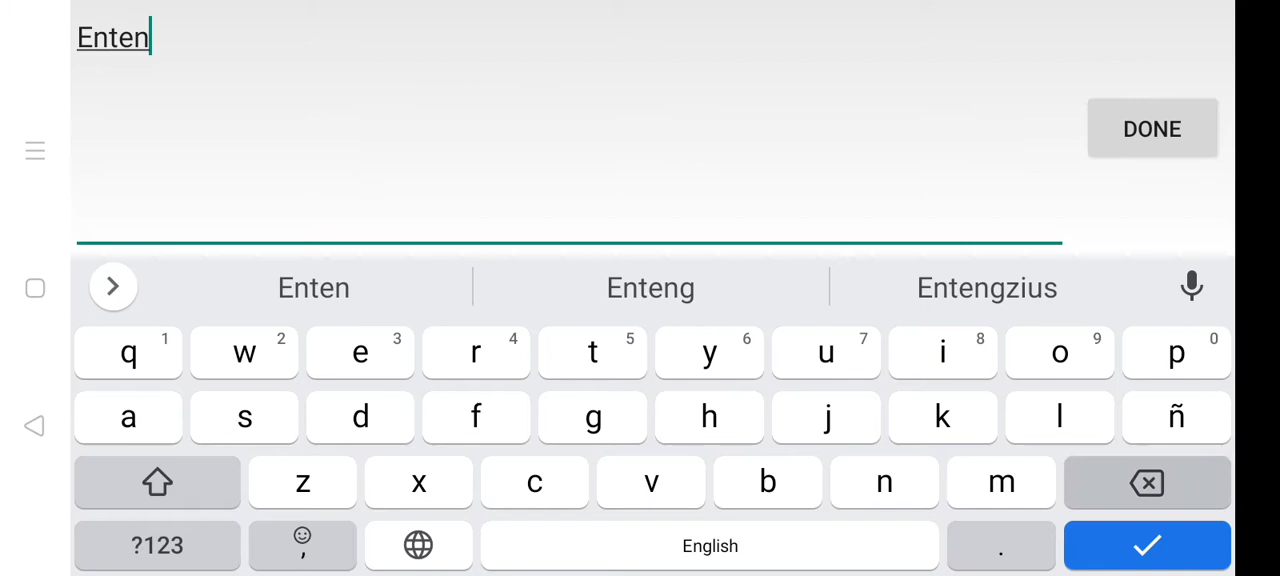 Enten
DONE
Enten Enteng Entengzius
q 1 w 2 e 3 r 4 t 5 y 6 u 7 i 8 o 9 p 0
a s d f g h j k l ñ
z x c v b n m
?123 , English .